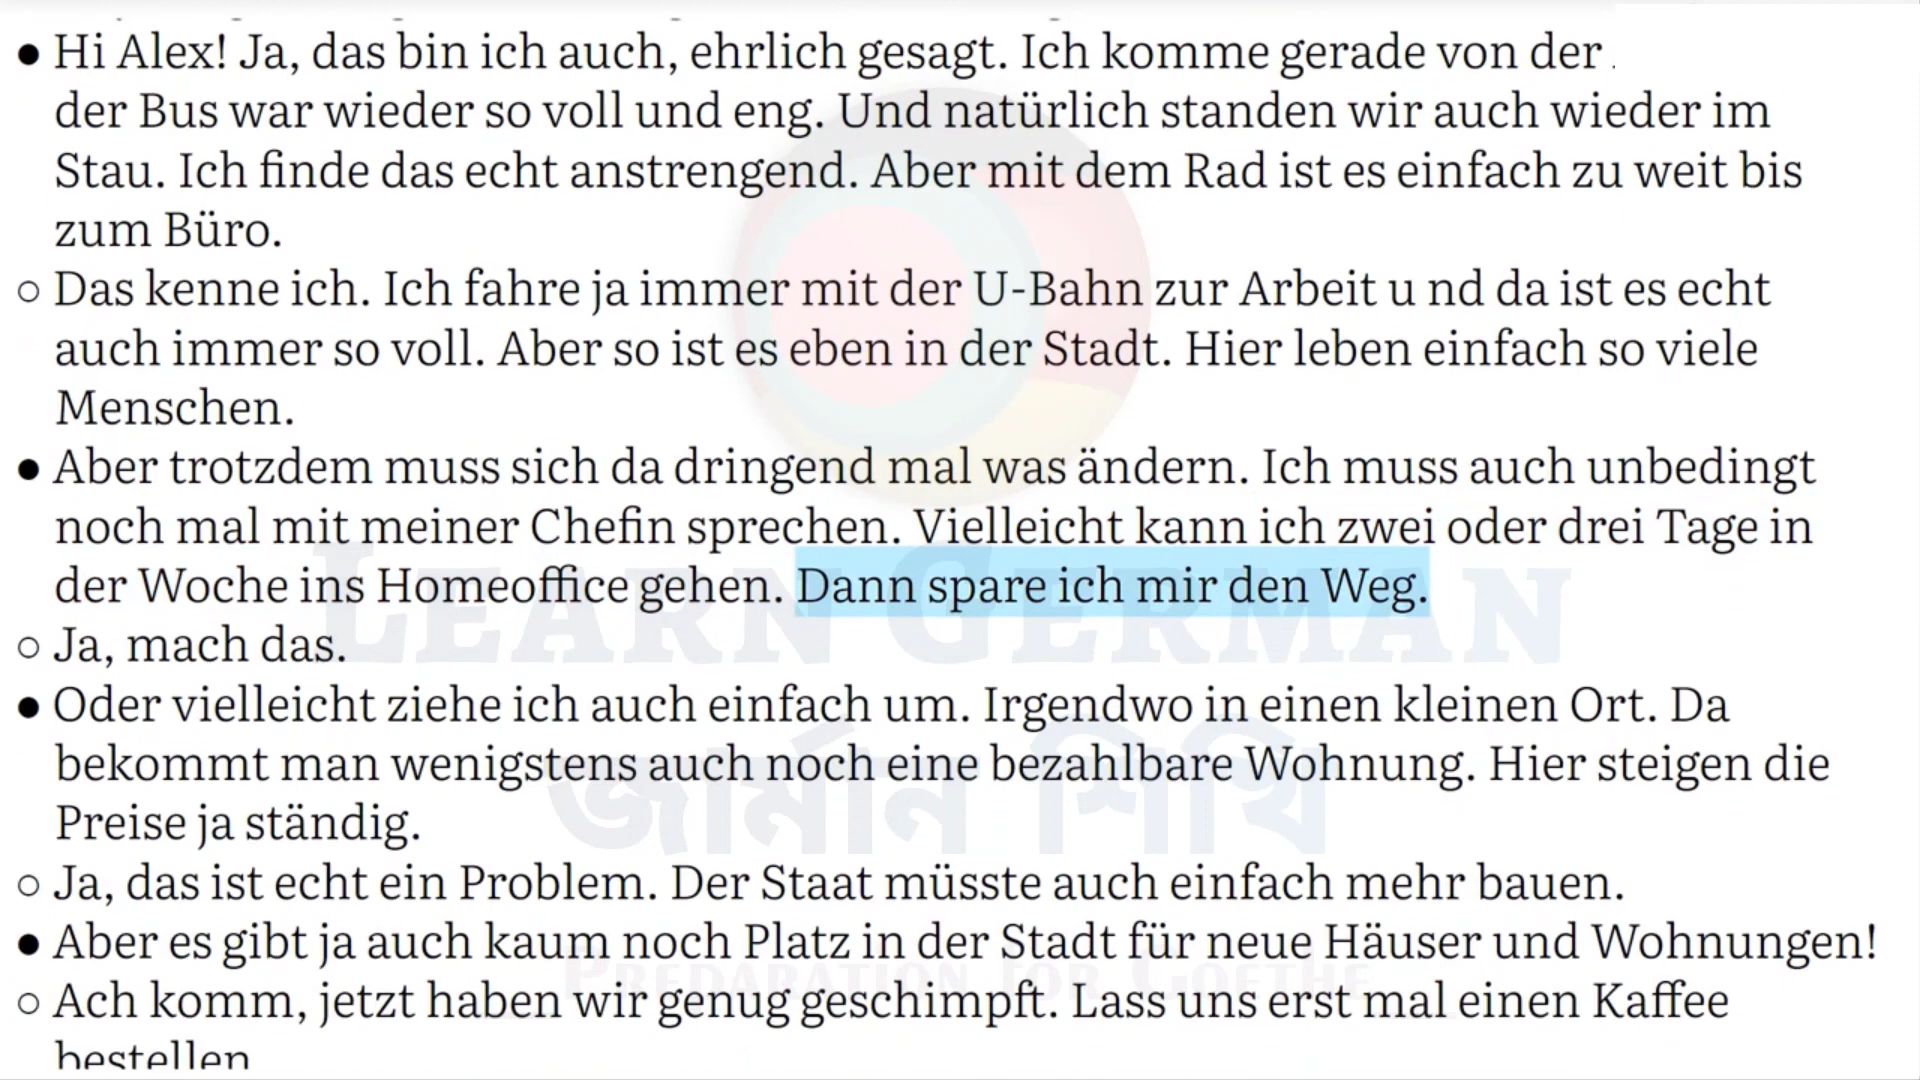 ● Hi Alex! Ja, das bin ich auch, ehrlich gesagt. Ich komme gerade von der
der Bus war wieder so voll und eng. Und natürlich standen wir auch wieder im
Stau. Ich finde das echt anstrengend. Aber mit dem Rad ist es einfach zu weit bis
zum Büro.
○ Das kenne ich. Ich fahre ja immer mit der U-Bahn zur Arbeit u nd da ist es echt
auch immer so voll. Aber so ist es eben in der Stadt. Hier leben einfach so viele
Menschen.
● Aber trotzdem muss sich da dringend mal was ändern. Ich muss auch unbedingt
noch mal mit meiner Chefin sprechen. Vielleicht kann ich zwei oder drei Tage in
der Woche ins Homeoffice gehen. Dann spare ich mir den Weg.
LEARN GERMAN
○ Ja, mach das.
● Oder vielleicht ziehe ich auch einfach um. Irgendwo in einen kleinen Ort. Da
bekommt man wenigstens auch noch eine bezahlbare Wohnung. Hier steigen die
জার্মান শিখি
Preise ja ständig.
○ Ja, das ist echt ein Problem. Der Staat müsste auch einfach mehr bauen.
● Aber es gibt ja auch kaum noch Platz in der Stadt für neue Häuser und Wohnungen!
PREPARATION FOR GOETHE
○ Ach komm, jetzt haben wir genug geschimpft. Lass uns erst mal einen Kaffee
bestellen